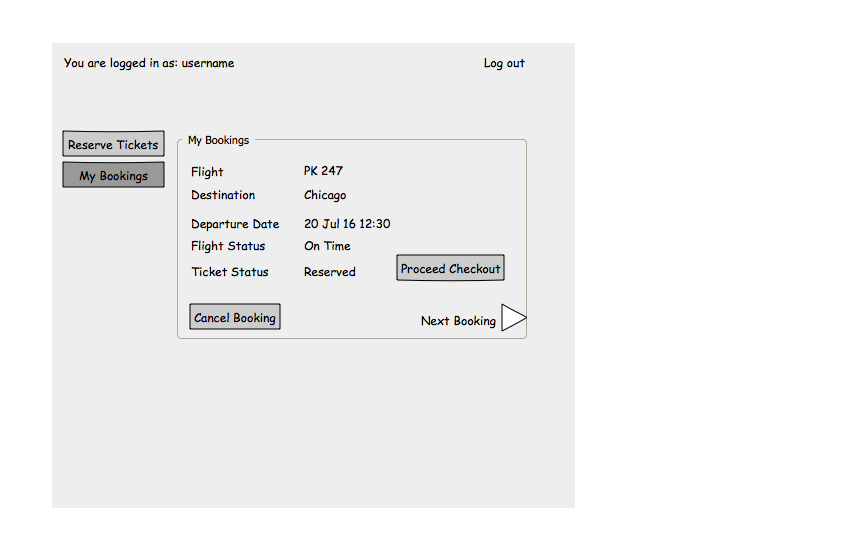 You are logged in as: username Log out
Reserve Tickets
My Bookings
My Bookings
Flight PK 247
Destination Chicago
Departure Date 20 Jul 16 12:30
Flight Status On Time
Ticket Status Reserved Proceed Checkout
Cancel Booking Next Booking